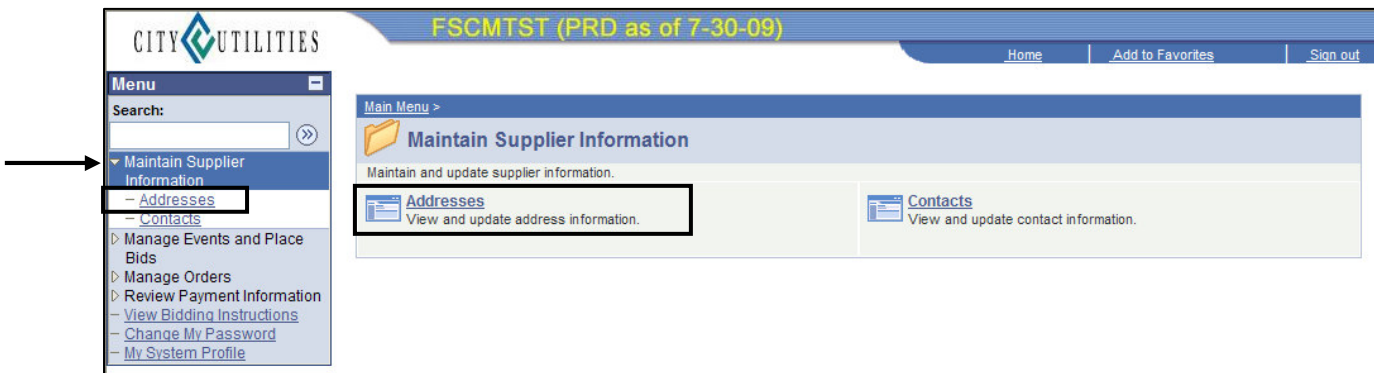 CITY UTILITIES
FSCMTST (PRD as of 7-30-09)
Home
Add to Favorites
Sign out
Menu
Search:
Maintain Supplier
Information
– Addresses
– Contacts
Manage Events and Place
Bids
Manage Orders
Review Payment Information
– View Bidding Instructions
– Change My Password
– My System Profile
Main Menu >
Maintain Supplier Information
Maintain and update supplier information.
Addresses
View and update address information.
Contacts
View and update contact information.